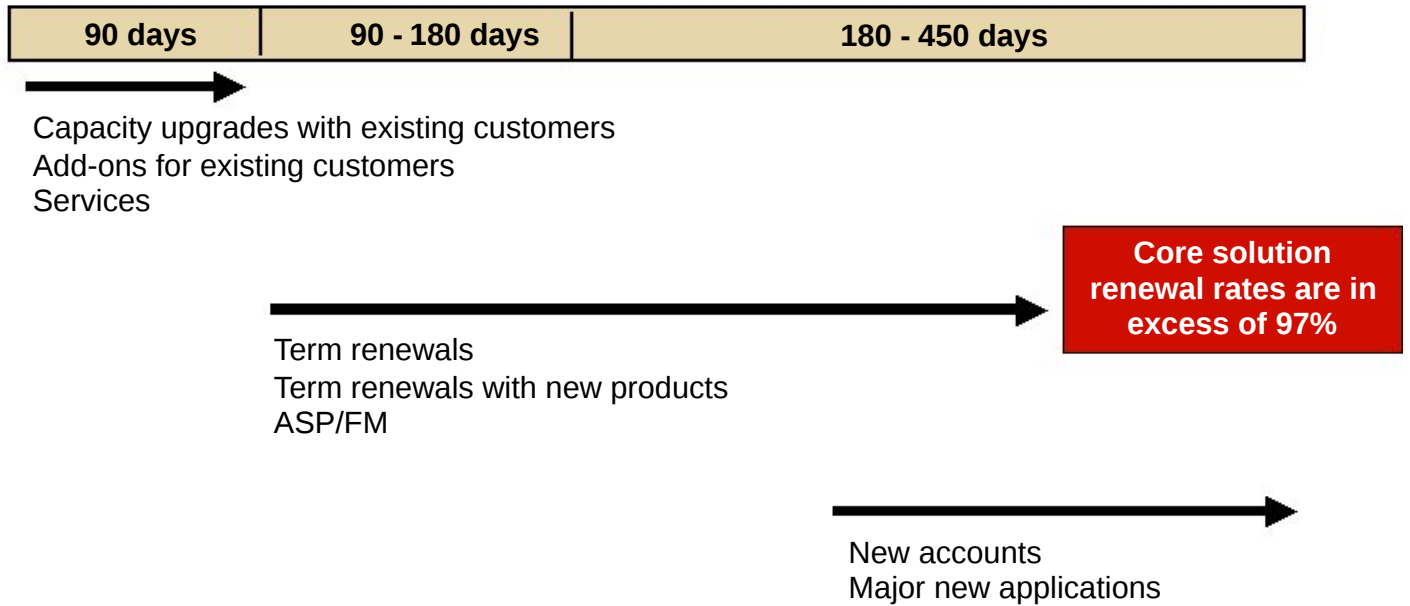 90 days
90 - 180 days
180 - 450 days
Capacity upgrades with existing customers
Add-ons for existing customers
Services
Core solution
renewal rates are in
excess of 97%
Term renewals
Term renewals with new products
ASP/FM
New accounts
Major new applications